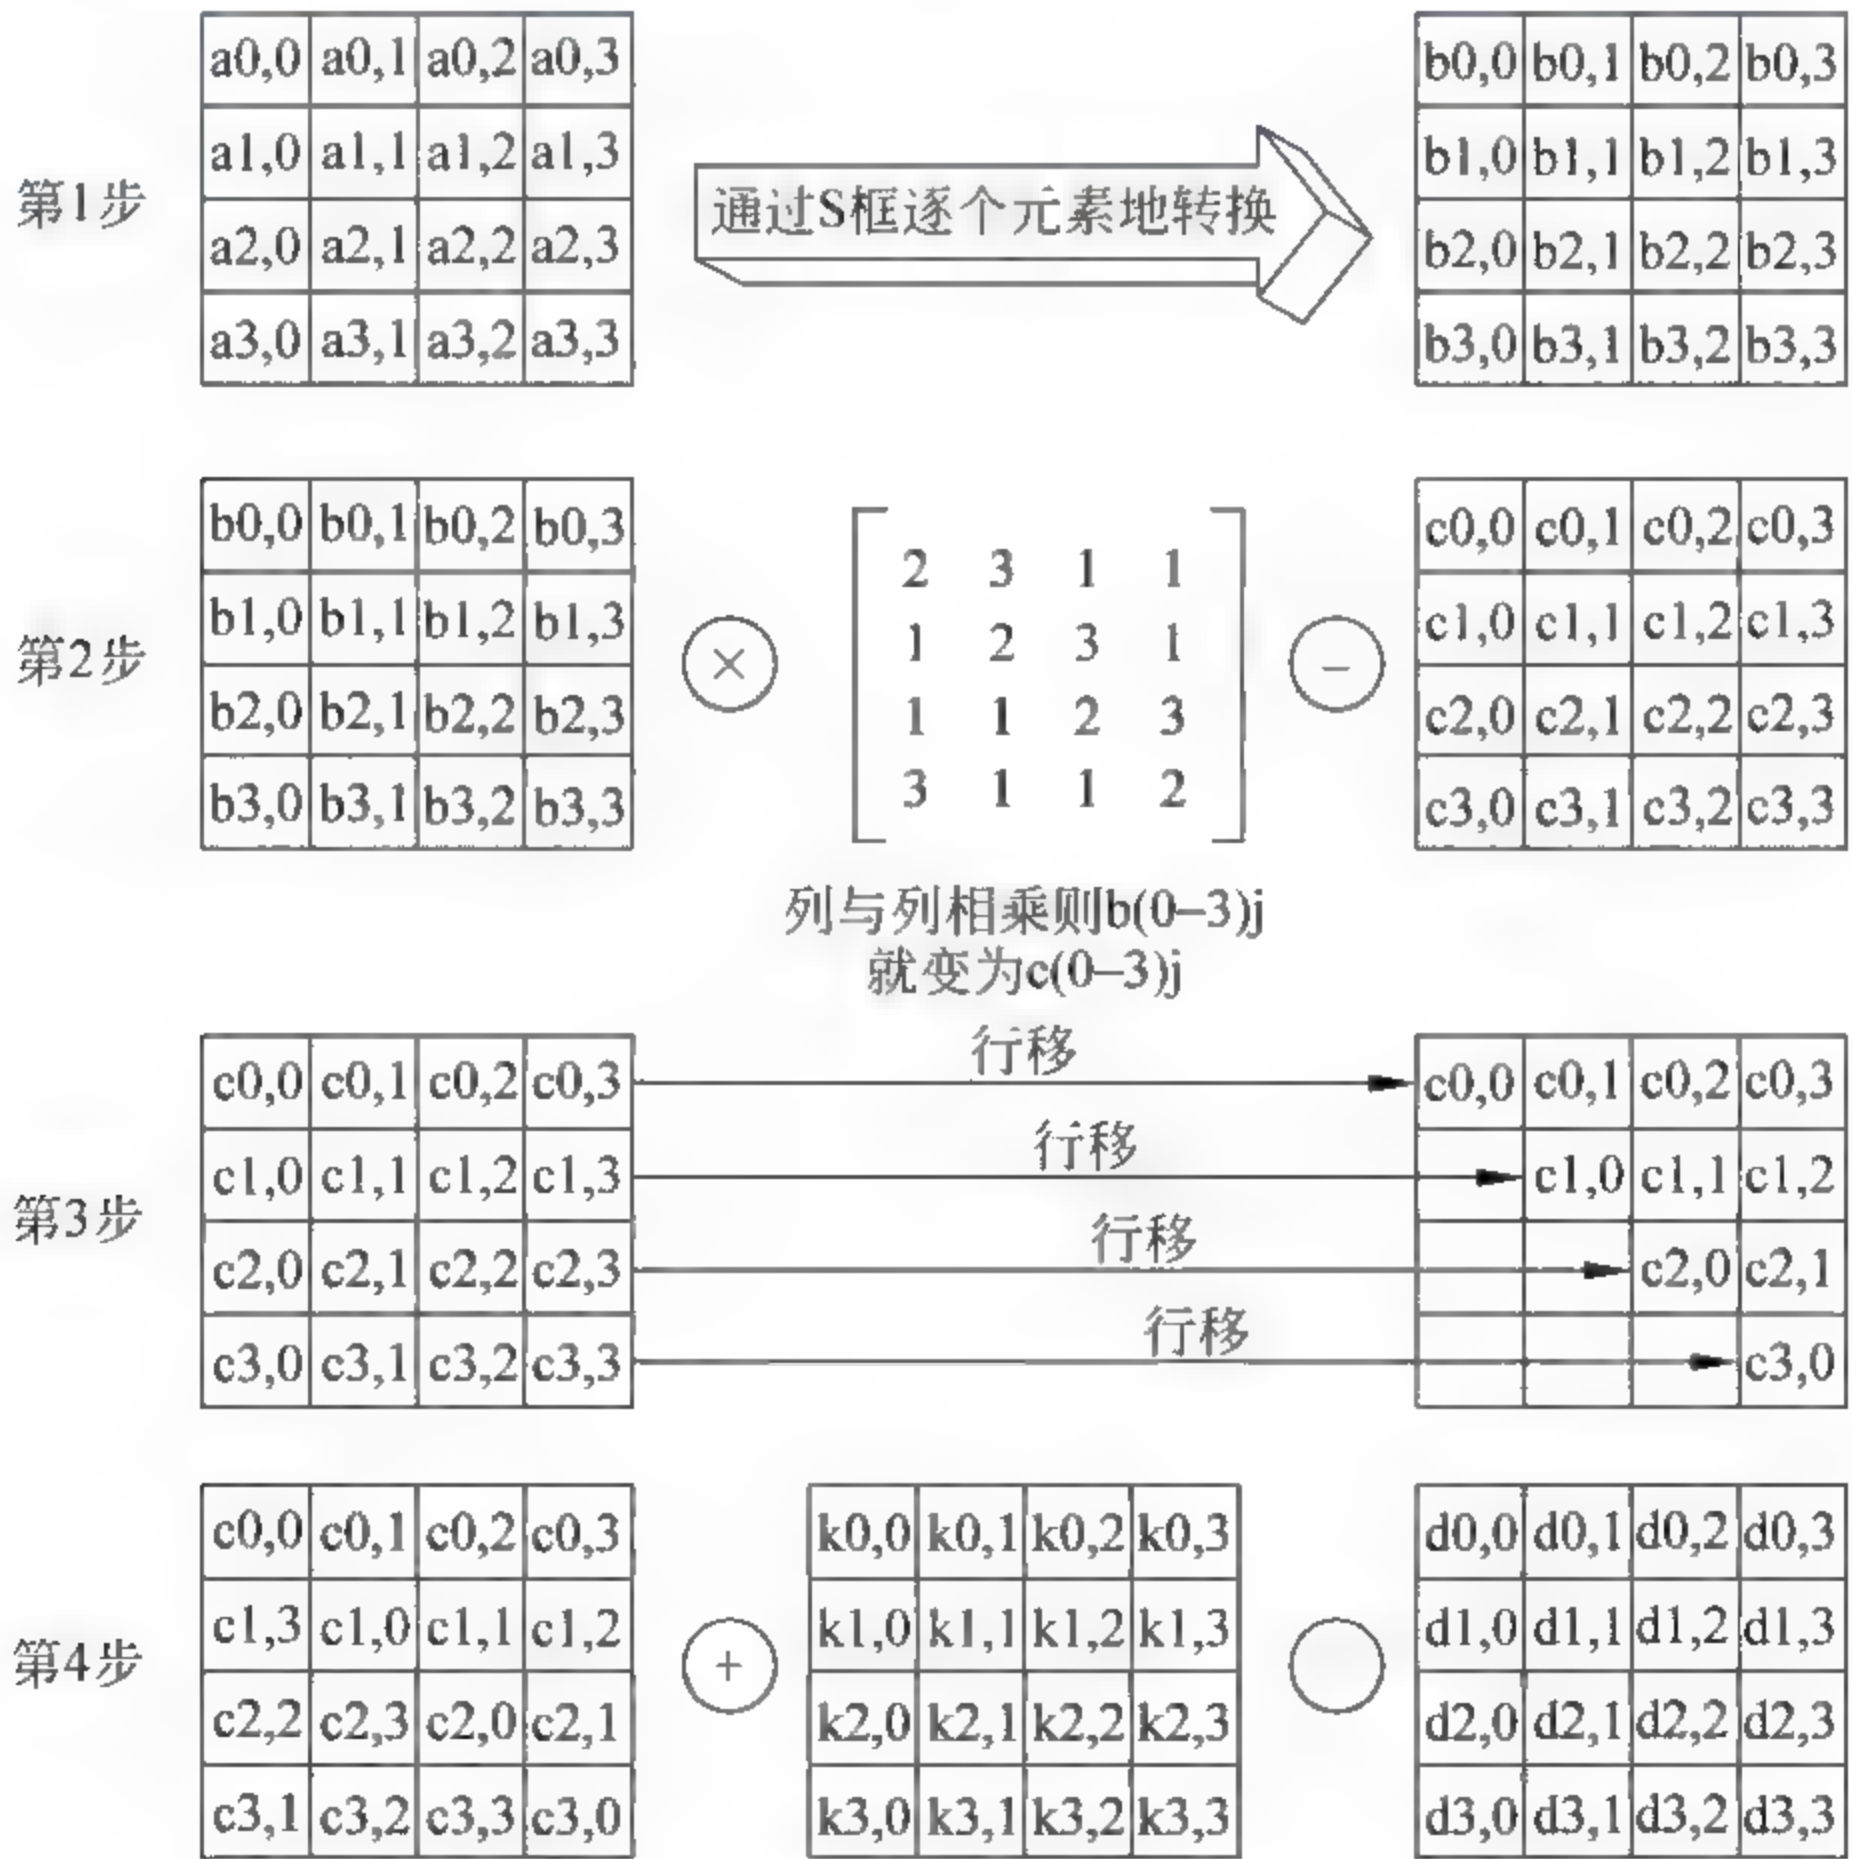 a0,0 a0,1 a0,2 a0,3 b0,0 b0,1 b0,2 b0,3
a1,0 a1,1 a1,2 a1,3 b1,0 b1,1 b1,2 b1,3
第1步 通过S框逐个元素地转换
a2,0 a2,1 a2,2 a2,3 b2,0 b2,1 b2,2 b2,3
a3,0 a3,1 a3,2 a3,3 b3,0 b3,1 b3,2 b3,3
b0,0 b0,1 b0,2 b0,3 2 3 1 1 c0,0 c0,1 c0,2 c0,3
b1,0 b1,1 b1,2 b1,3 1 2 3 1 c1,0 c1,1 c1,2 c1,3
第2步 × −
b2,0 b2,1 b2,2 b2,3 1 1 2 3 c2,0 c2,1 c2,2 c2,3
b3,0 b3,1 b3,2 b3,3 3 1 1 2 c3,0 c3,1 c3,2 c3,3
列与列相乘则b(0–3)j
就变为c(0–3)j
c0,0 c0,1 c0,2 c0,3 行移 c0,0 c0,1 c0,2 c0,3
c1,0 c1,1 c1,2 c1,3 行移 c1,0 c1,1 c1,2
第3步
c2,0 c2,1 c2,2 c2,3 行移 c2,0 c2,1
c3,0 c3,1 c3,2 c3,3 行移 c3,0
c0,0 c0,1 c0,2 c0,3 k0,0 k0,1 k0,2 k0,3 d0,0 d0,1 d0,2 d0,3
c1,3 c1,0 c1,1 c1,2 k1,0 k1,1 k1,2 k1,3 d1,0 d1,1 d1,2 d1,3
第4步 +
c2,2 c2,3 c2,0 c2,1 k2,0 k2,1 k2,2 k2,3 d2,0 d2,1 d2,2 d2,3
c3,1 c3,2 c3,3 c3,0 k3,0 k3,1 k3,2 k3,3 d3,0 d3,1 d3,2 d3,3